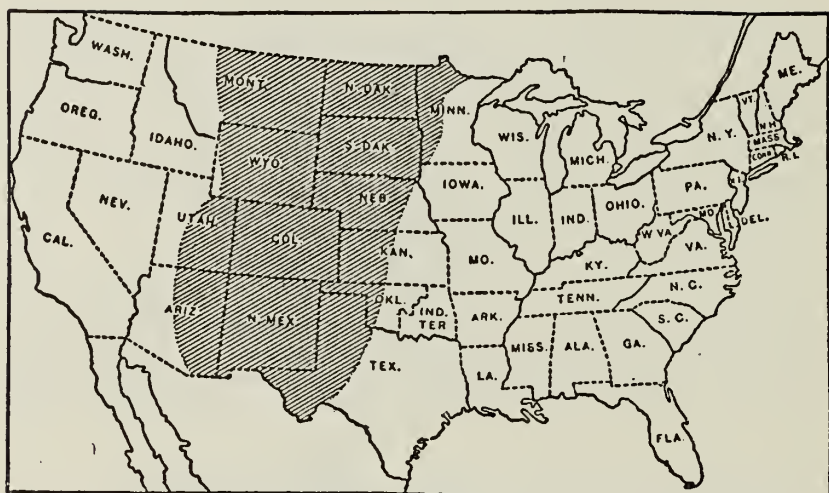 WASH.
OREG.
IDAHO.
MONT.
N. DAK.
MINN.
S. DAK.
WYO.
NEV.
CAL.
UTAH.
COL.
NEB.
KAN.
ARIZ.
N. MEX.
OKL.
IND.
TER
TEX.
WIS.
MICH.
IOWA.
ILL.
IND.
OHIO.
MO.
KY.
TENN.
ARK.
MISS.
ALA.
GA.
LA.
FLA.
S. C.
N. C.
VA.
W VA
MD
DEL.
PA.
N. J.
N. Y.
CONN
R. I.
MASS
VT.
N. H.
ME.